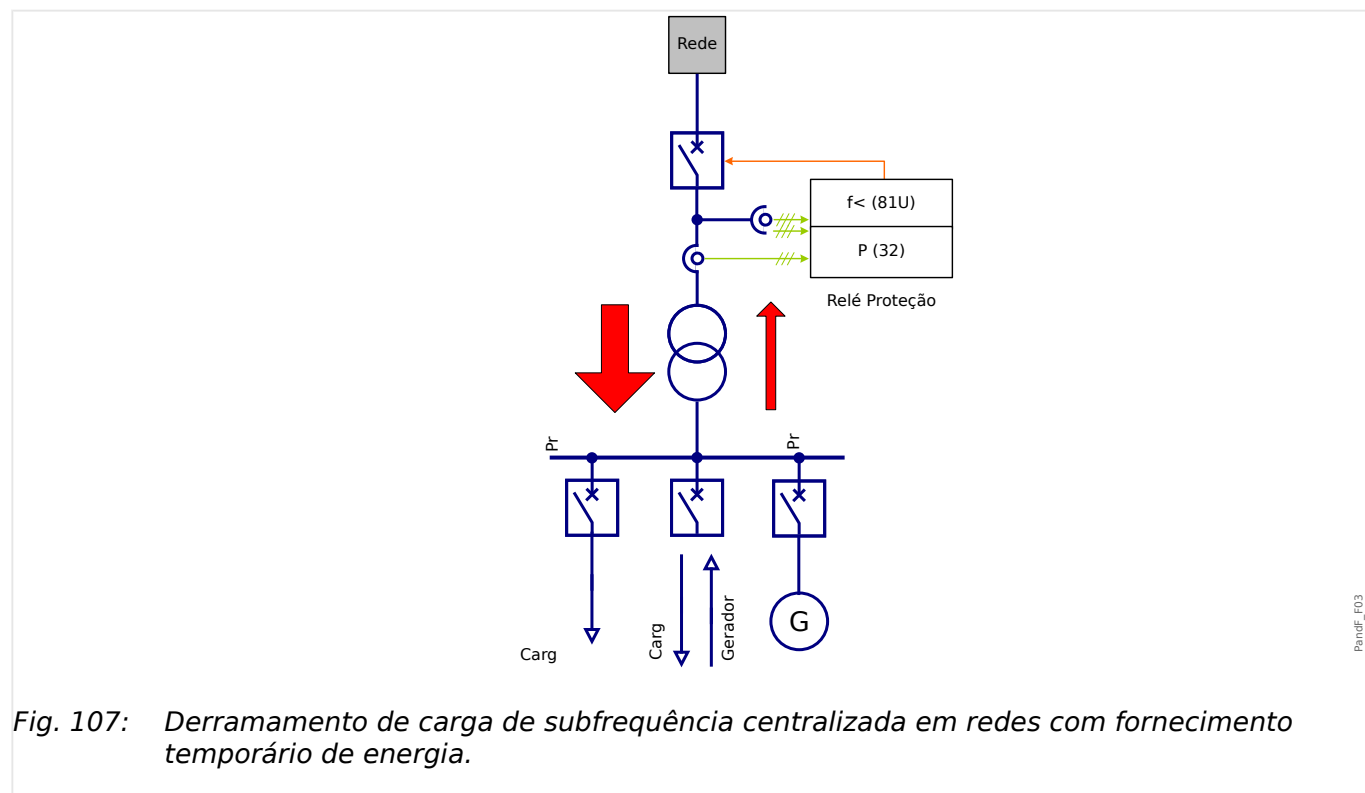 Rede
f< (81U)
P (32)
Relé Proteção
Pr
Pr
Carg
Carg
Gerador
G
PandF_F03
Fig. 107: Derramamento de carga de subfrequência centralizada em redes com fornecimento
temporário de energia.